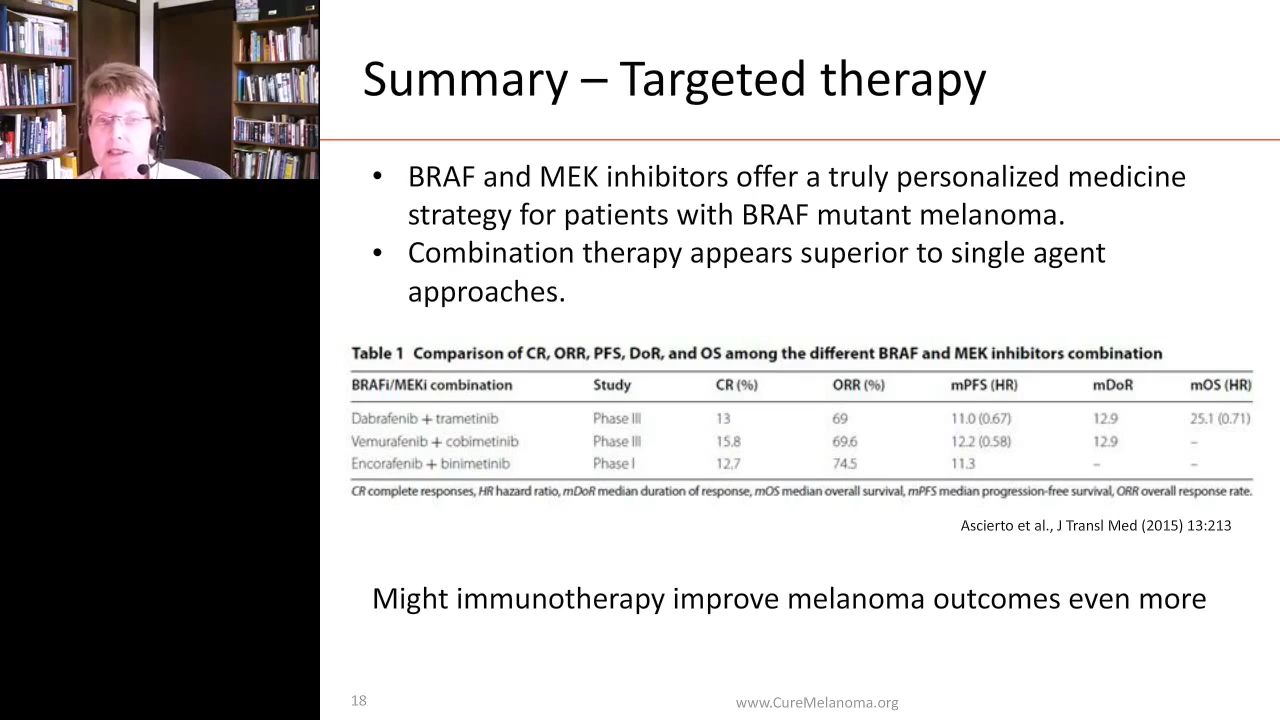 Summary – Targeted therapy
• BRAF and MEK inhibitors offer a truly personalized medicine
strategy for patients with BRAF mutant melanoma.
• Combination therapy appears superior to single agent
approaches.
Table 1 Comparison of CR, ORR, PFS, DoR, and OS among the different BRAF and MEK inhibitors combination
BRAFi/MEKi combination Study CR (%) ORR (%) mPFS (HR) mDoR mOS (HR)
Dabrafenib + trametinib Phase III 13 69 11.0 (0.67) 12.9 25.1 (0.71)
Vemurafenib + cobimetinib Phase III 15.8 69.6 12.2 (0.58) 12.9 –
Encorafenib + binimetinib Phase I 12.7 74.5 11.3 – –
CR complete responses, HR hazard ratio, mDoR median duration of response, mOS median overall survival, mPFS median progression-free survival, ORR overall response rate.
Ascierto et al., J Transl Med (2015) 13:213
Might immunotherapy improve melanoma outcomes even more
18 www.CureMelanoma.org